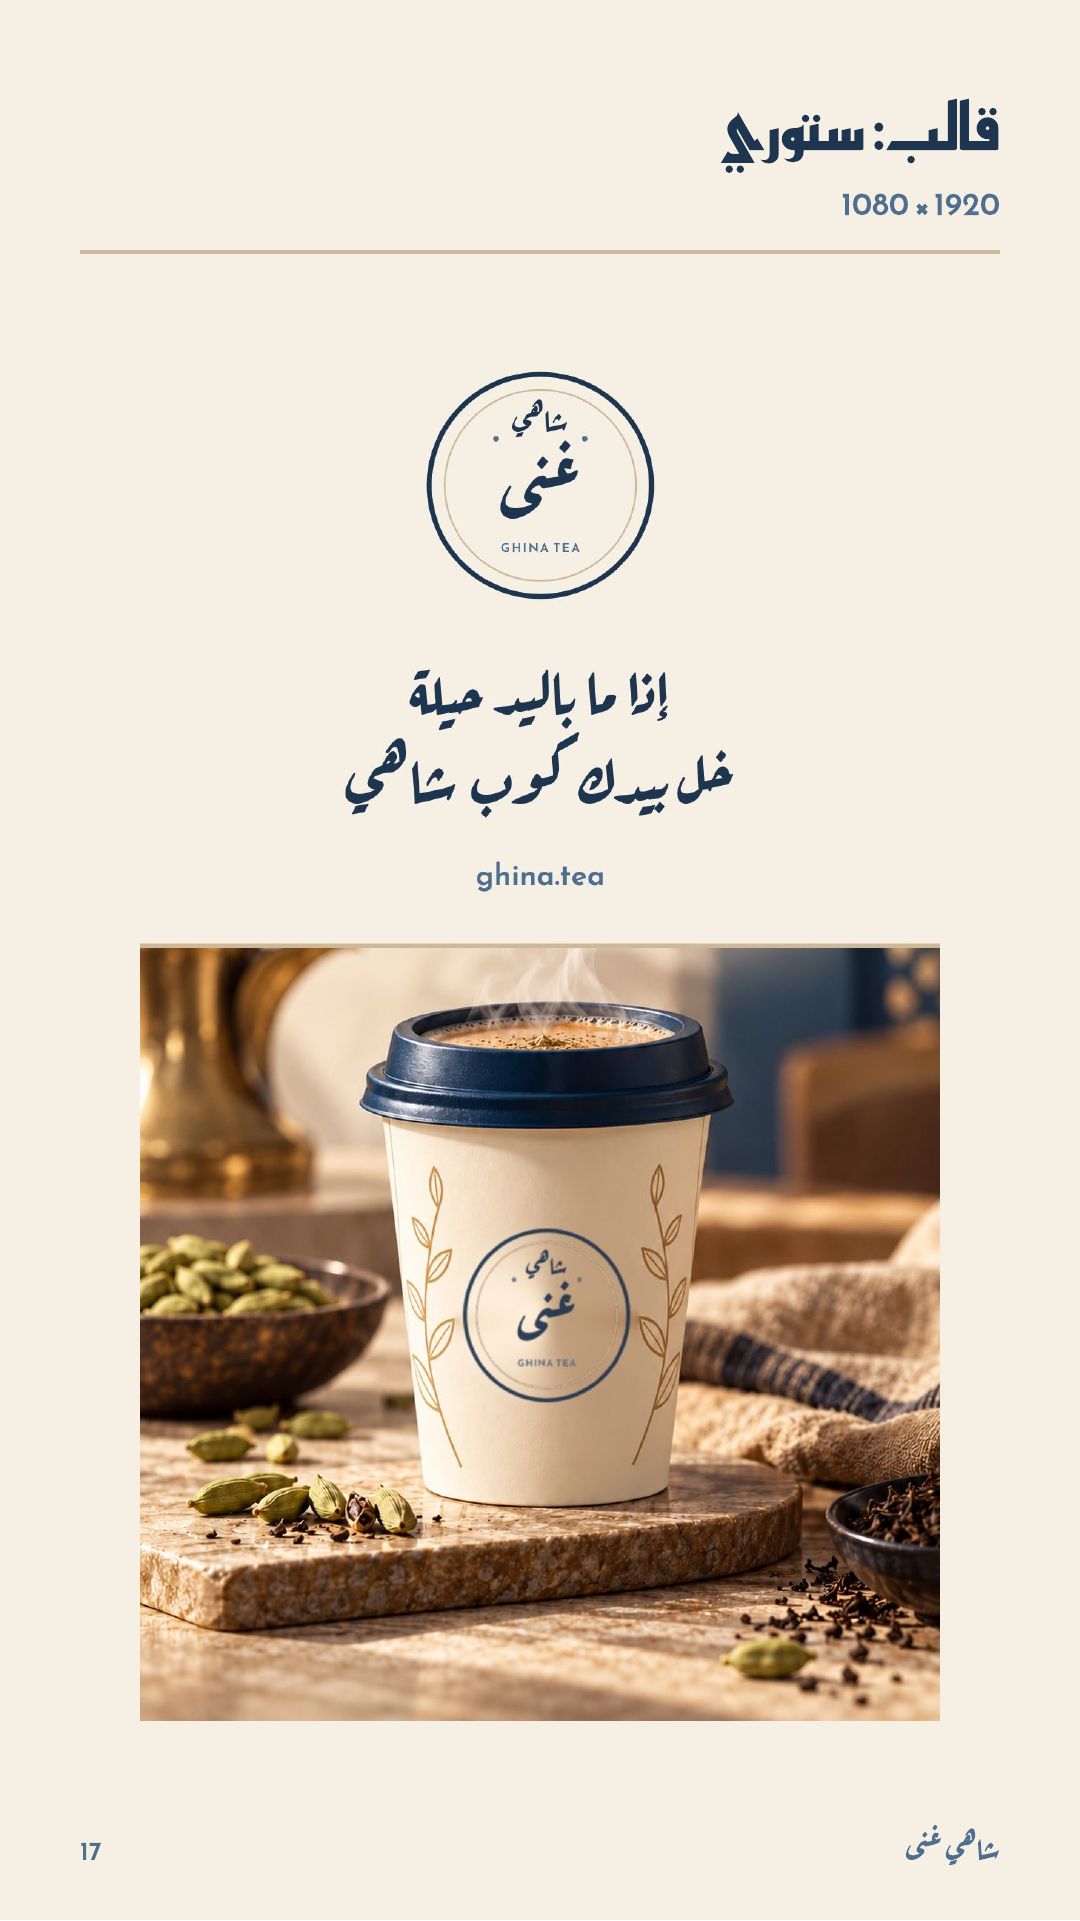 قالب: ستوري
1080 × 1920
شاهي
غنى
GHINA TEA
إذا ما باليد حيلة
خل بيدك كوب شاهي
ghina.tea
شاهي
غنى
GHINA TEA
شاهي غنى
17